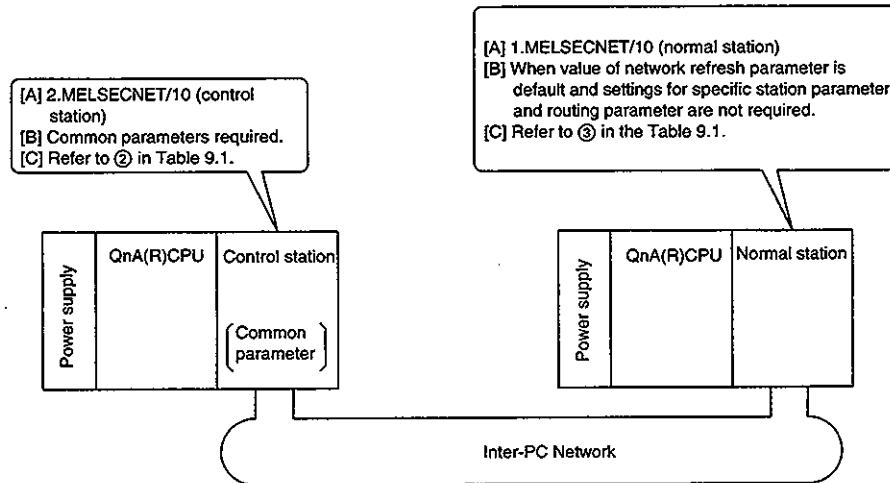 [A] 2.MELSECNET/10 (control
station)
[B] Common parameters required.
[C] Refer to ② in Table 9.1.
[A] 1.MELSECNET/10 (normal station)
[B] When value of network refresh parameter is
default and settings for specific station parameter
and routing parameter are not required.
[C] Refer to ③ in the Table 9.1.
Power supply
QnA(R)CPU
Control station
(Common
parameter)
Power supply
QnA(R)CPU
Normal station
Inter-PC Network